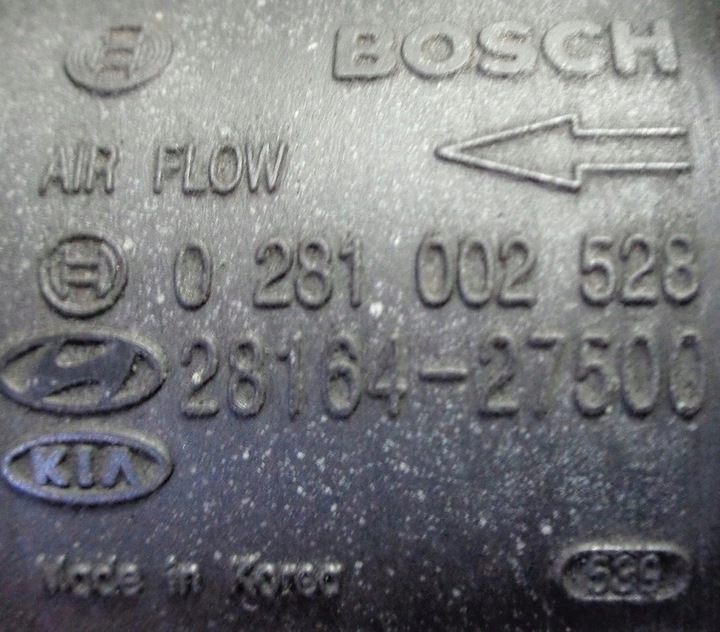 BOSCH
AIR FLOW
0 281 002 528
28164-27500
KIA
Made in Korea 539